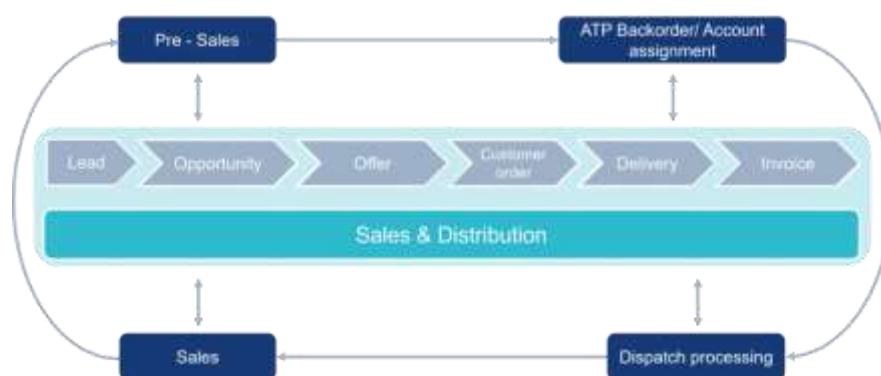 Pre - Sales
ATP Backorder/ Account
assignment
Lead
Opportunity
Offer
Customer
order
Delivery
Invoice
Sales & Distribution
Sales
Dispatch processing